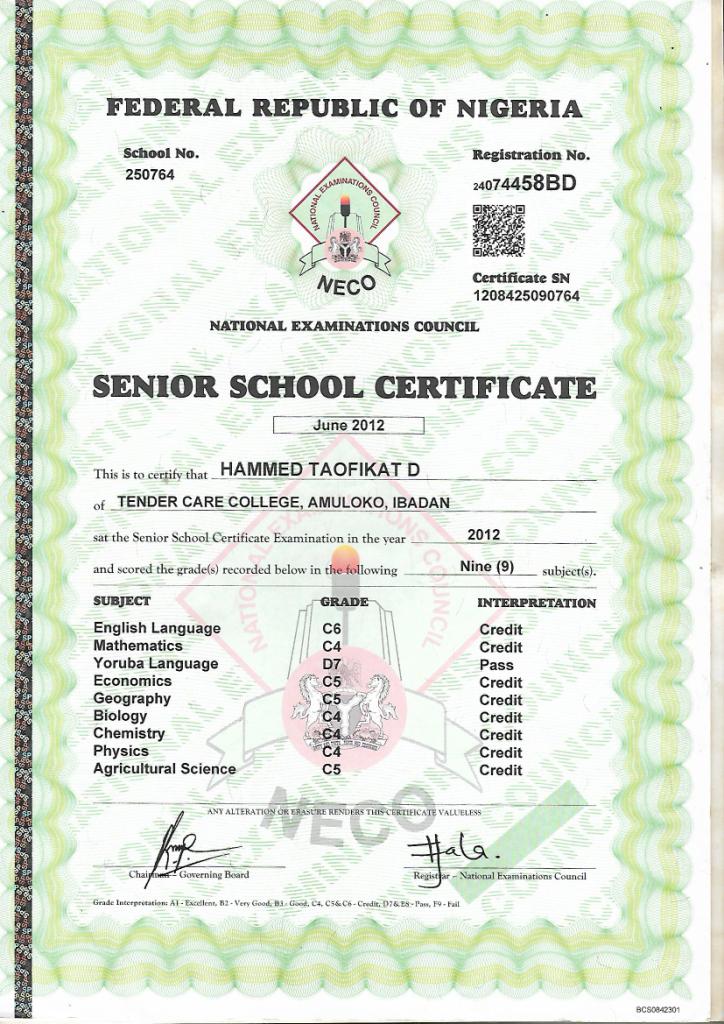 FEDERAL REPUBLIC OF NIGERIA
School No.
250764
Registration No.
24074458BD
NATIONAL EXAMINATIONS COUNCIL
NECO
Certificate SN
1208425090764
NATIONAL EXAMINATIONS COUNCIL
SENIOR SCHOOL CERTIFICATE
June 2012
This is to certify that HAMMED TAOFIKAT D
of TENDER CARE COLLEGE, AMULOKO, IBADAN
sat the Senior School Certificate Examination in the year 2012
and scored the grade(s) recorded below in the following Nine (9) subject(s).
SUBJECT GRADE INTERPRETATION
English Language C6 Credit
Mathematics C4 Credit
Yoruba Language D7 Pass
Economics C5 Credit
Geography C5 Credit
Biology C4 Credit
Chemistry C4 Credit
Physics C4 Credit
Agricultural Science C5 Credit
NATIONAL EXAMINATIONS COUNCIL
NECO
ANY ALTERATION OR ERASURE RENDERS THIS CERTIFICATE VALUELESS
Chairman – Governing Board
Registrar – National Examinations Council
Grade Interpretation: A1 - Excellent, B2 - Very Good, B3 - Good, C4, C5 & C6 - Credit, D7 & E8 - Pass, F9 - Fail
BCS0842301